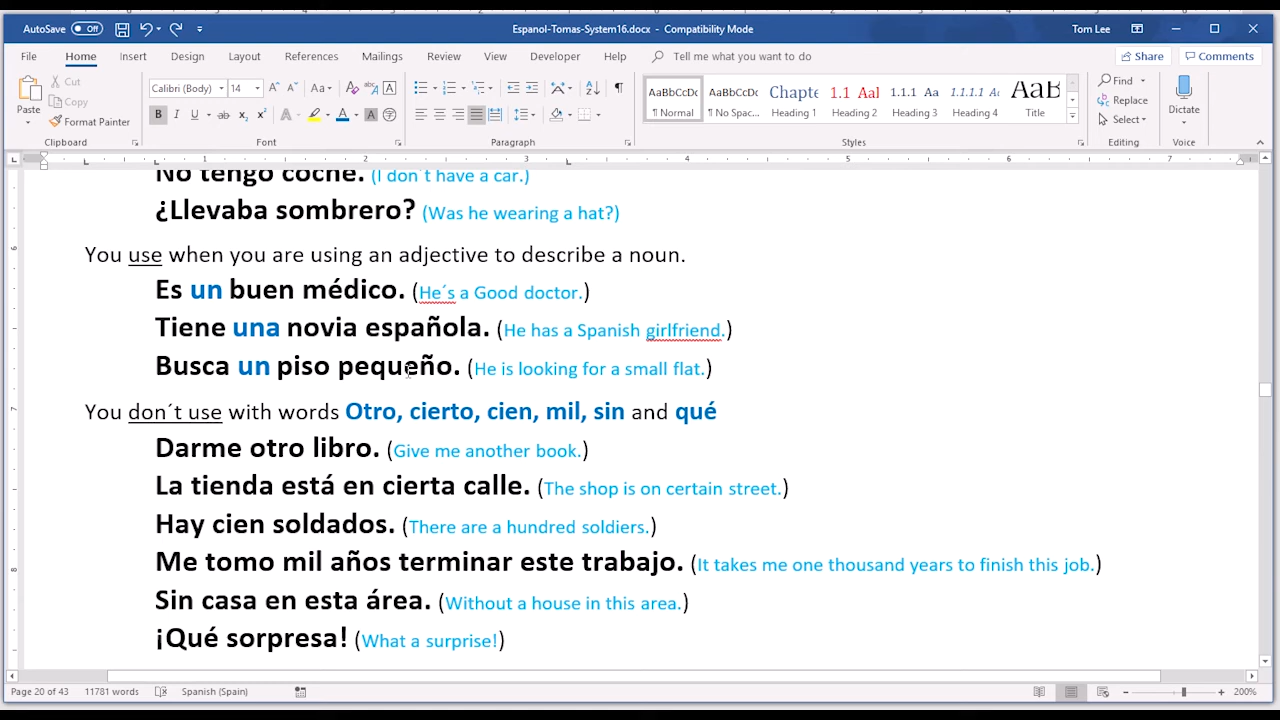 AutoSave Off Espanol-Tomas-System16.docx - Compatibility Mode Tom Lee
File Home Insert Design Layout References Mailings Review View Developer Help Tell me what you want to do Share Comments
Cut
Copy
Paste
Format Painter
Calibri (Body) 14
AaBbCcDc AaBbCcDc Chapte 1.1 Aal 1.1.1 Aa 1.1.1.1 Ac AaB
¶ Normal ¶ No Spac... Heading 1 Heading 2 Heading 3 Heading 4 Title
Find
Replace
Select
Dictate
Clipboard Font Paragraph Styles Editing Voice
1 2 3 4 5 6 7
No tengo coche. (I don´t have a car.)
¿Llevaba sombrero? (Was he wearing a hat?)
You use when you are using an adjective to describe a noun.
Es un buen médico. (He´s a Good doctor.)
Tiene una novia española. (He has a Spanish girlfriend.)
Busca un piso pequeño. (He is looking for a small flat.)
You don´t use with words Otro, cierto, cien, mil, sin and qué
Darme otro libro. (Give me another book.)
La tienda está en cierta calle. (The shop is on certain street.)
Hay cien soldados. (There are a hundred soldiers.)
Me tomo mil años terminar este trabajo. (It takes me one thousand years to finish this job.)
Sin casa en esta área. (Without a house in this area.)
¡Qué sorpresa! (What a surprise!)
Page 20 of 43 11781 words Spanish (Spain) 200%